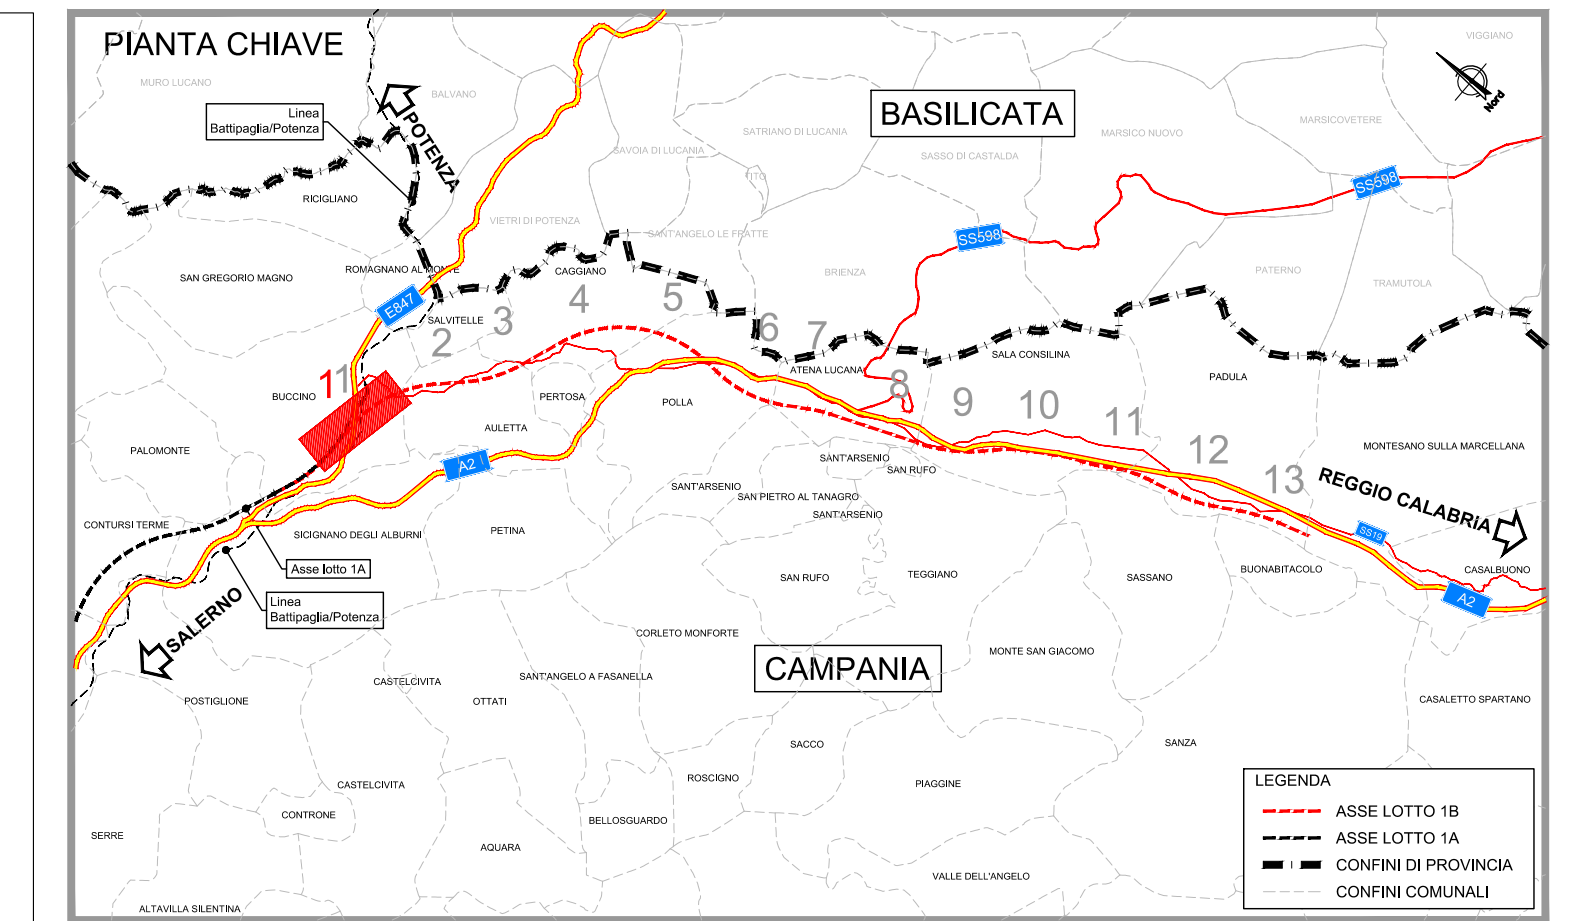 PIANTA CHIAVE
VIGGIANO
MURO LUCANO
BALVANO
Nord
Linea
Battipaglia/Potenza
POTENZA
BASILICATA
SATRIANO DI LUCANIA
MARSICO NUOVO
MARSICOVETERE
SAVOIA DI LUCANIA
SASSO DI CASTALDA
TITO
SS598
RICIGLIANO
VIETRI DI POTENZA
SANT'ANGELO LE FRATTE
SS598
SAN GREGORIO MAGNO
ROMAGNANO AL MONTE
CAGGIANO
BRIENZA
PATERNO
TRAMUTOLA
E847
SALVITELLE
2
3
4
5
6
7
SALA CONSILINA
ATENA LUCANA
PADULA
BUCCINO
1
1
PERTOSA
POLLA
8
9
10
11
12
13
AULETTA
PALOMONTE
A2
MONTESANO SULLA MARCELLANA
SANT'ARSENIO
SAN RUFO
SANT'ARSENIO
SAN PIETRO AL TANAGRO
SANT'ARSENIO
REGGIO CALABRiA
CONTURSI TERME
SICIGNANO DEGLI ALBURNI
PETINA
SS19
Asse lotto 1A
SAN RUFO
TEGGIANO
SASSANO
BUONABITACOLO
CASALBUONO
A2
Linea
Battipaglia/Potenza
SALERNO
CORLETO MONFORTE
MONTE SAN GIACOMO
CAMPANIA
CASTELCIVITA
SANT'ANGELO A FASANELLA
POSTIGLIONE
OTTATI
CASALETTO SPARTANO
SACCO
SANZA
ROSCIGNO
PIAGGINE
CASTELCIVITA
CONTRONE
BELLOSGUARDO
SERRE
AQUARA
VALLE DELL'ANGELO
ALTAVILLA SILENTINA
LEGENDA
ASSE LOTTO 1B
ASSE LOTTO 1A
CONFINI DI PROVINCIA
CONFINI COMUNALI